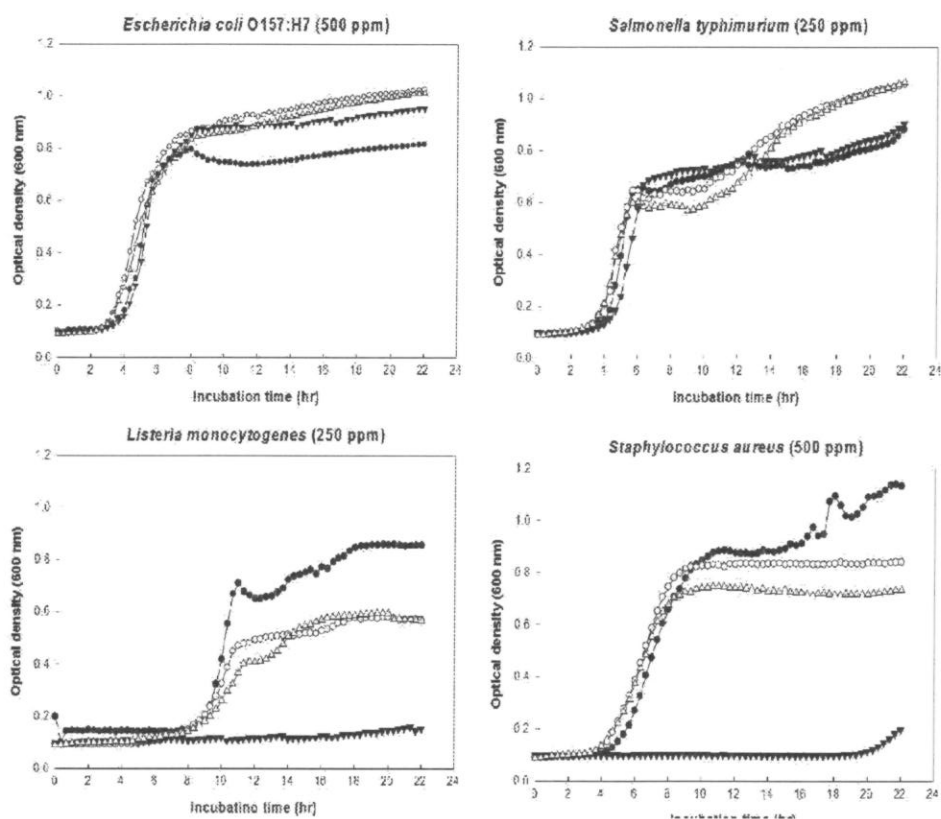 Escherichia coli O157:H7 (500 ppm)
1.2
1.0
0.8
0.6
0.4
0.2
0.0
Optical density (600 nm)
0 2 4 6 8 10 12 14 16 18 20 22 24
Incubation time (hr)
Salmonella typhimurium (250 ppm)
1.2
1.0
0.8
0.6
0.4
0.2
0.0
Optical density (600 nm)
0 2 4 6 8 10 12 14 16 18 20 22 24
Incubation time (hr)
Listeria monocytogenes (250 ppm)
1.2
1.0
0.8
0.6
0.4
0.2
0.0
Optical density (600 nm)
0 2 4 6 8 10 12 14 16 18 20 22 24
Incubatino time (hr)
Staphylococcus aureus (500 ppm)
1.2
1.0
0.8
0.6
0.4
0.2
0.0
Optical density (600 nm)
0 2 4 6 8 10 12 14 16 18 20 22 24